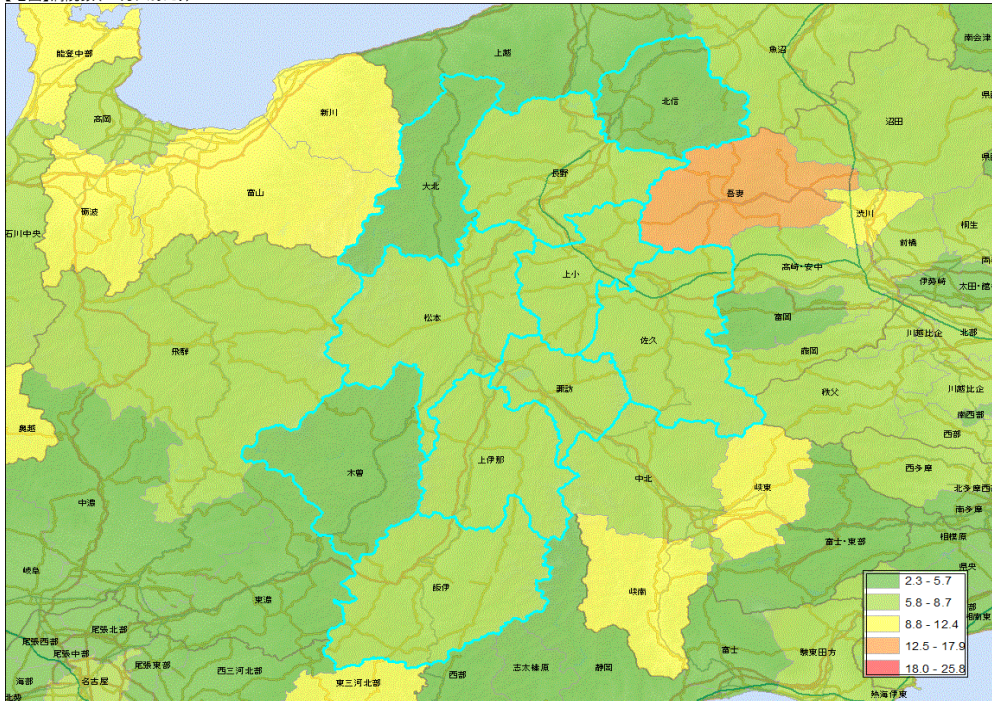 能登中部
上越
魚沼
南会津
高岡
新川
北信
沼田
大北
長野
吾妻
砺波
富山
渋川
石川中央
前橋
桐生
上小
高崎・安中
伊勢崎
太田・館
松本
富岡
川越比企
北部
佐久
藤岡
飛騨
諏訪
秩父
川越比企
南西部
奥越
西部
上伊那
木曽
中北
峡東
西多摩
北多摩西
南多摩
中濃
富士・東部
相模原
県央
岐阜
東濃
飯伊
峡南
2.3 - 5.7
5.8 - 8.7
8.8 - 12.4
12.5 - 17.9
18.0 - 25.8
尾張西部
尾張北部
尾張中部
尾張東部
西三河北部
志太榛原
静岡
富士
駿東田方
海部
名古屋
東三河北部
西部
熱海伊東